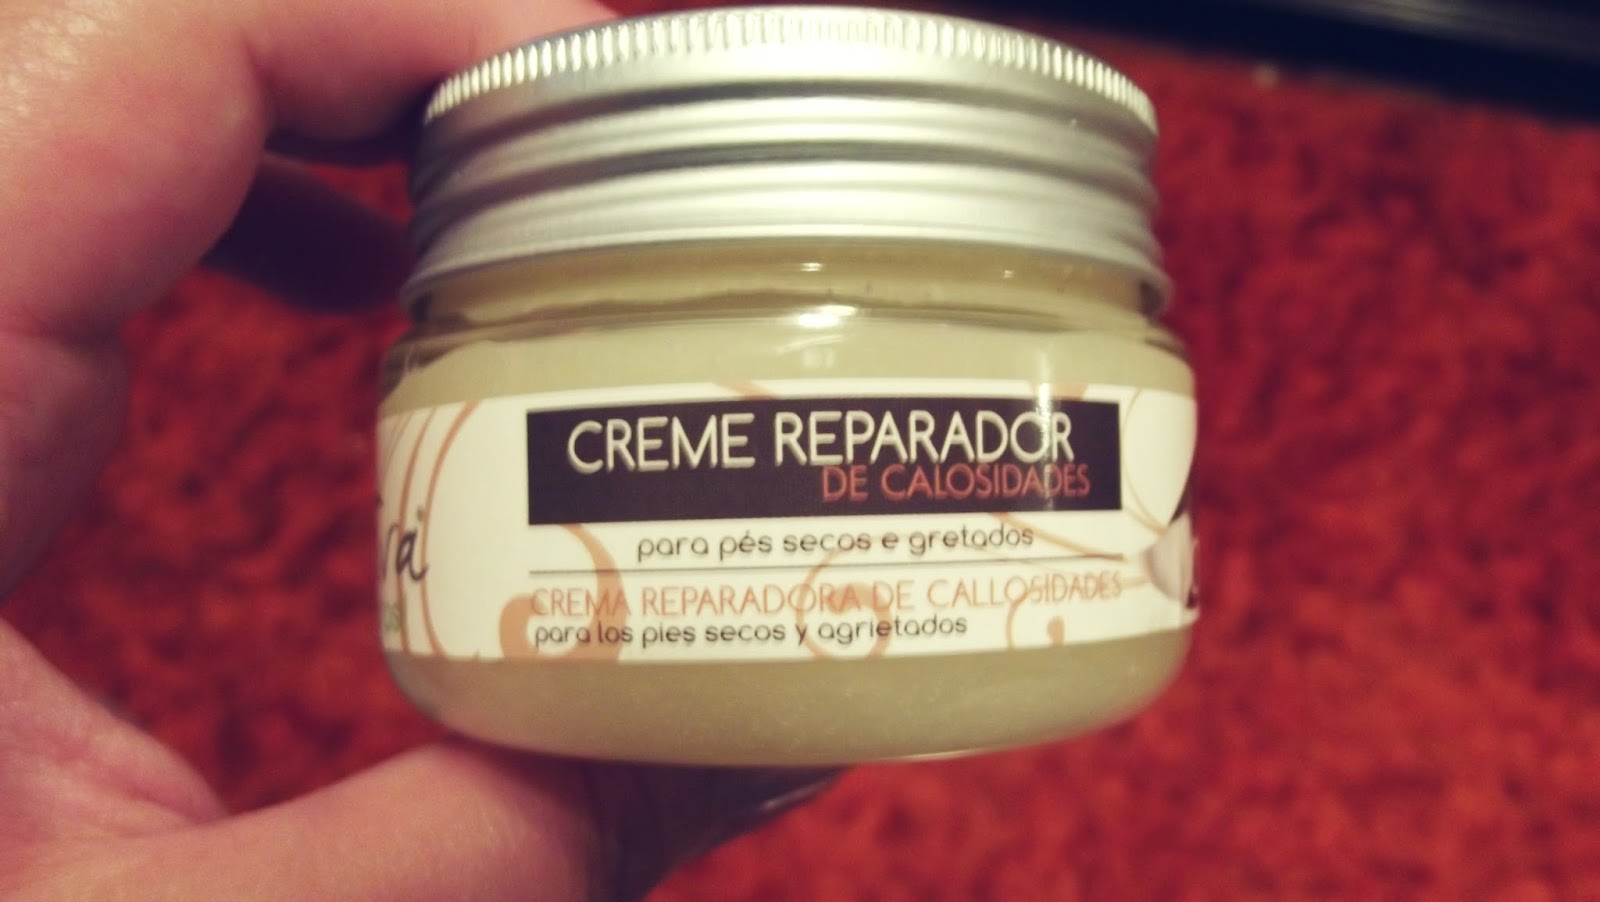 CREME REPARADOR
DE CALOSIDADES
para pés secos e gretados
CREMA REPARADORA DE CALLOSIDADES
para los pies secos y agrietados